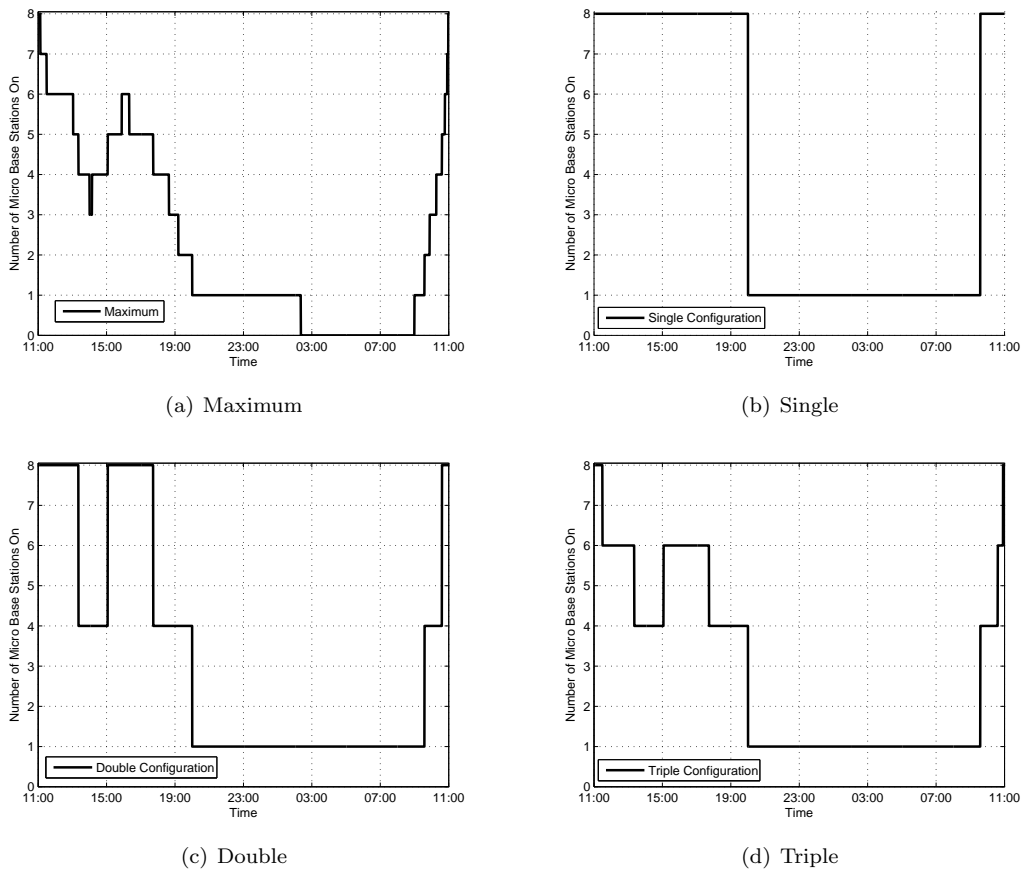 8
7
6
5
4
3
2
1
0
Number of Micro Base Stations On
Maximum
11:00 15:00 19:00 23:00 03:00 07:00 11:00
Time
(a) Maximum
8
7
6
5
4
3
2
1
0
Number of Micro Base Stations On
Single Configuration
11:00 15:00 19:00 23:00 03:00 07:00 11:00
Time
(b) Single
8
7
6
5
4
3
2
1
0
Number of Micro Base Stations On
Double Configuration
11:00 15:00 19:00 23:00 03:00 07:00 11:00
Time
(c) Double
8
7
6
5
4
3
2
1
0
Number of Micro Base Stations On
Triple Configuration
11:00 15:00 19:00 23:00 03:00 07:00 11:00
Time
(d) Triple